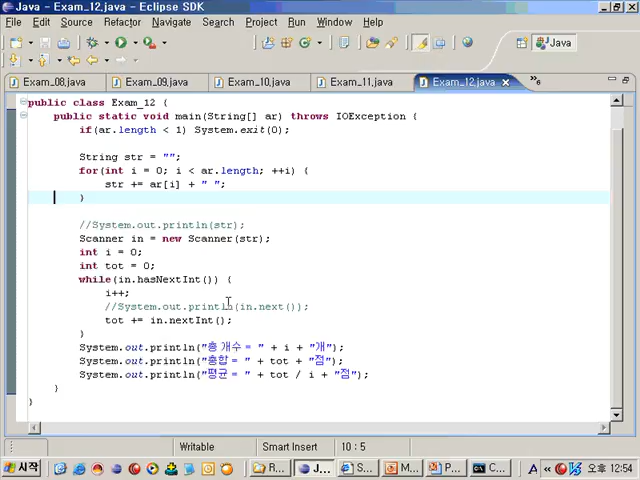 Java - Exam_12.java - Eclipse SDK
File Edit Source Refactor Navigate Search Project Run Window Help
Java
Exam_08.java Exam_09.java Exam_10.java Exam_11.java Exam_12.java »6
public class Exam_12 {
public static void main(String[] ar) throws IOException {
if(ar.length < 1) System.exit(0);
String str = "";
for(int i = 0; i < ar.length; ++i) {
str += ar[i] + " ";
}
//System.out.println(str);
Scanner in = new Scanner(str);
int i = 0;
int tot = 0;
while(in.hasNextInt()) {
i++;
//System.out.println(in.next());
tot += in.nextInt();
}
System.out.println("총 개수 = " + i + "개");
System.out.println("총합 = " + tot + "점");
System.out.println("평균 = " + tot / i + "점");
}
}
Writable Smart Insert 10 : 5
시작 R... J... S... M... P... C... A 오후 12:54